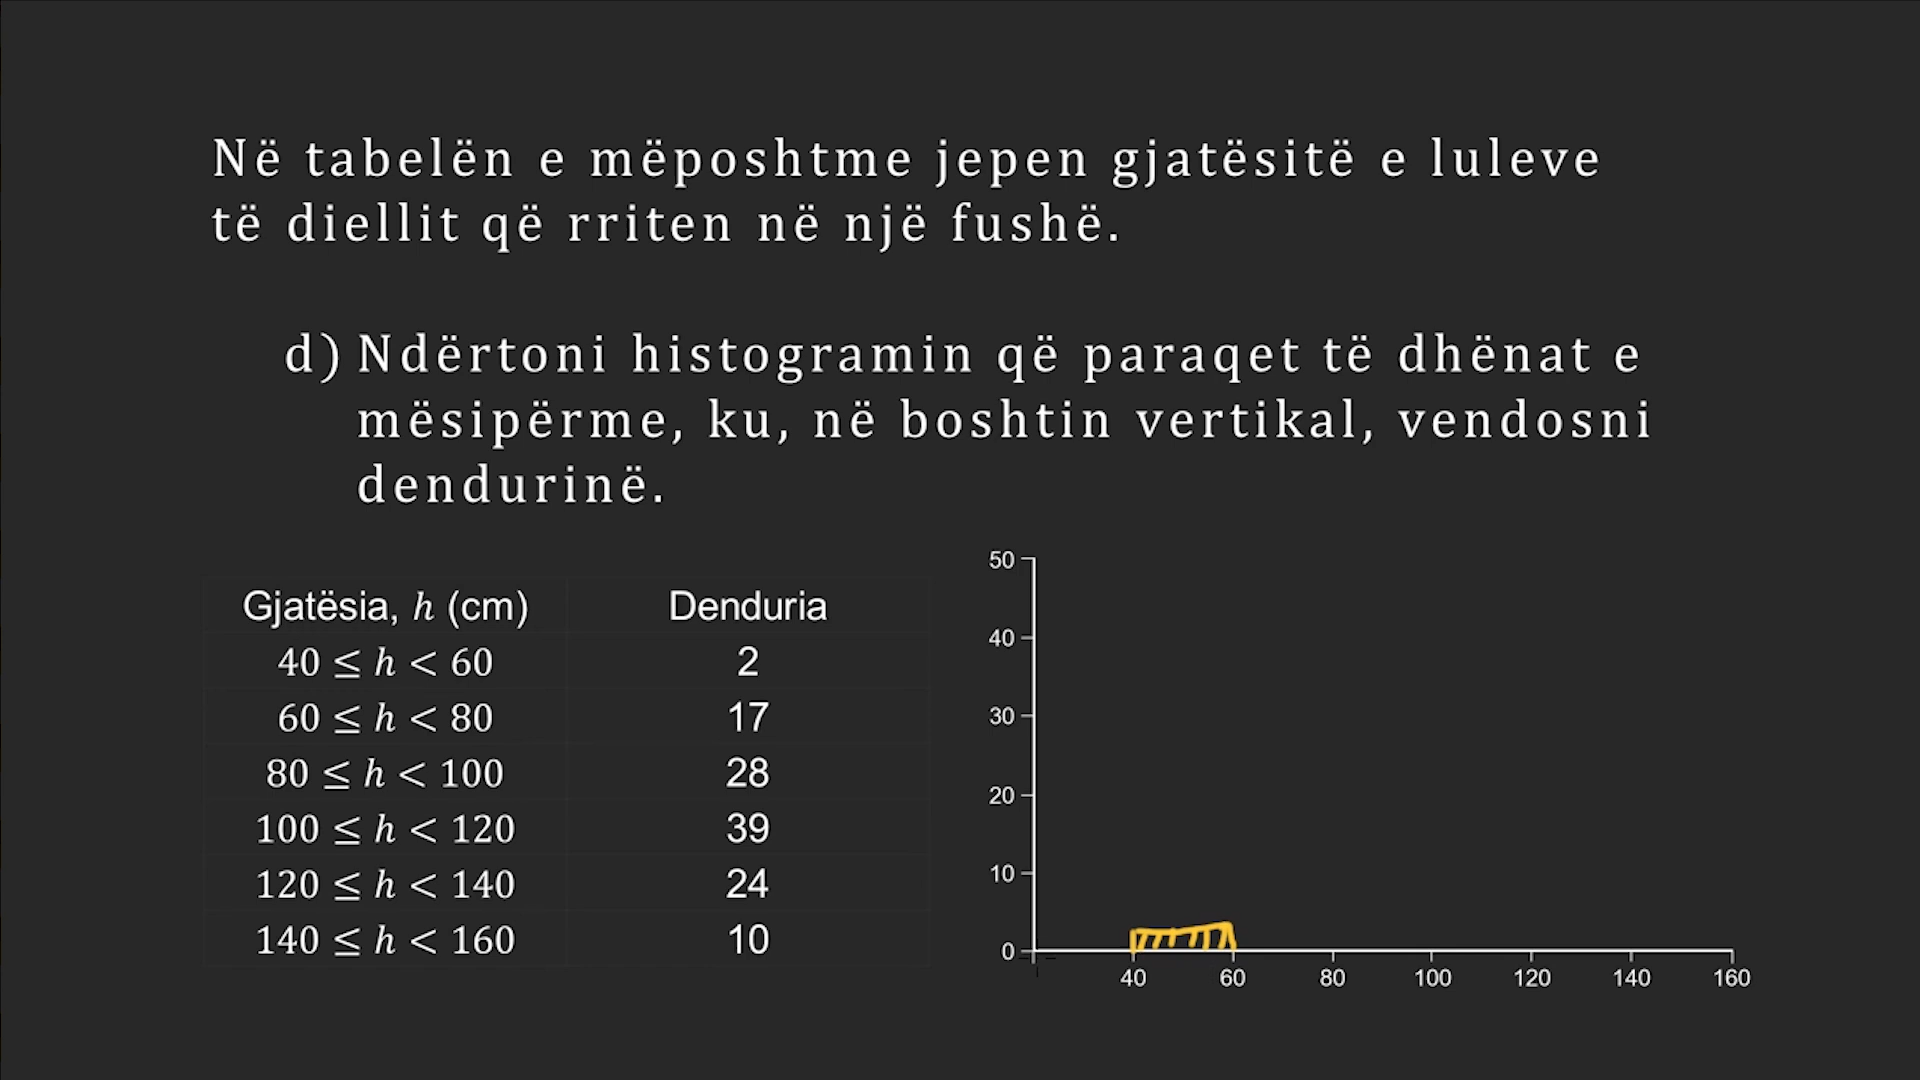 Në tabelën e mëposhtme jepen gjatësitë e luleve
të diellit që rriten në një fushë.
d) Ndërtoni histogramin që paraqet të dhënat e
mësipërme, ku, në boshtin vertikal, vendosni
dendurinë.
Gjatësia, h (cm) Denduria
40 ≤ h < 60 2
60 ≤ h < 80 17
80 ≤ h < 100 28
100 ≤ h < 120 39
120 ≤ h < 140 24
140 ≤ h < 160 10
50
40
30
20
10
0
40 60 80 100 120 140 160